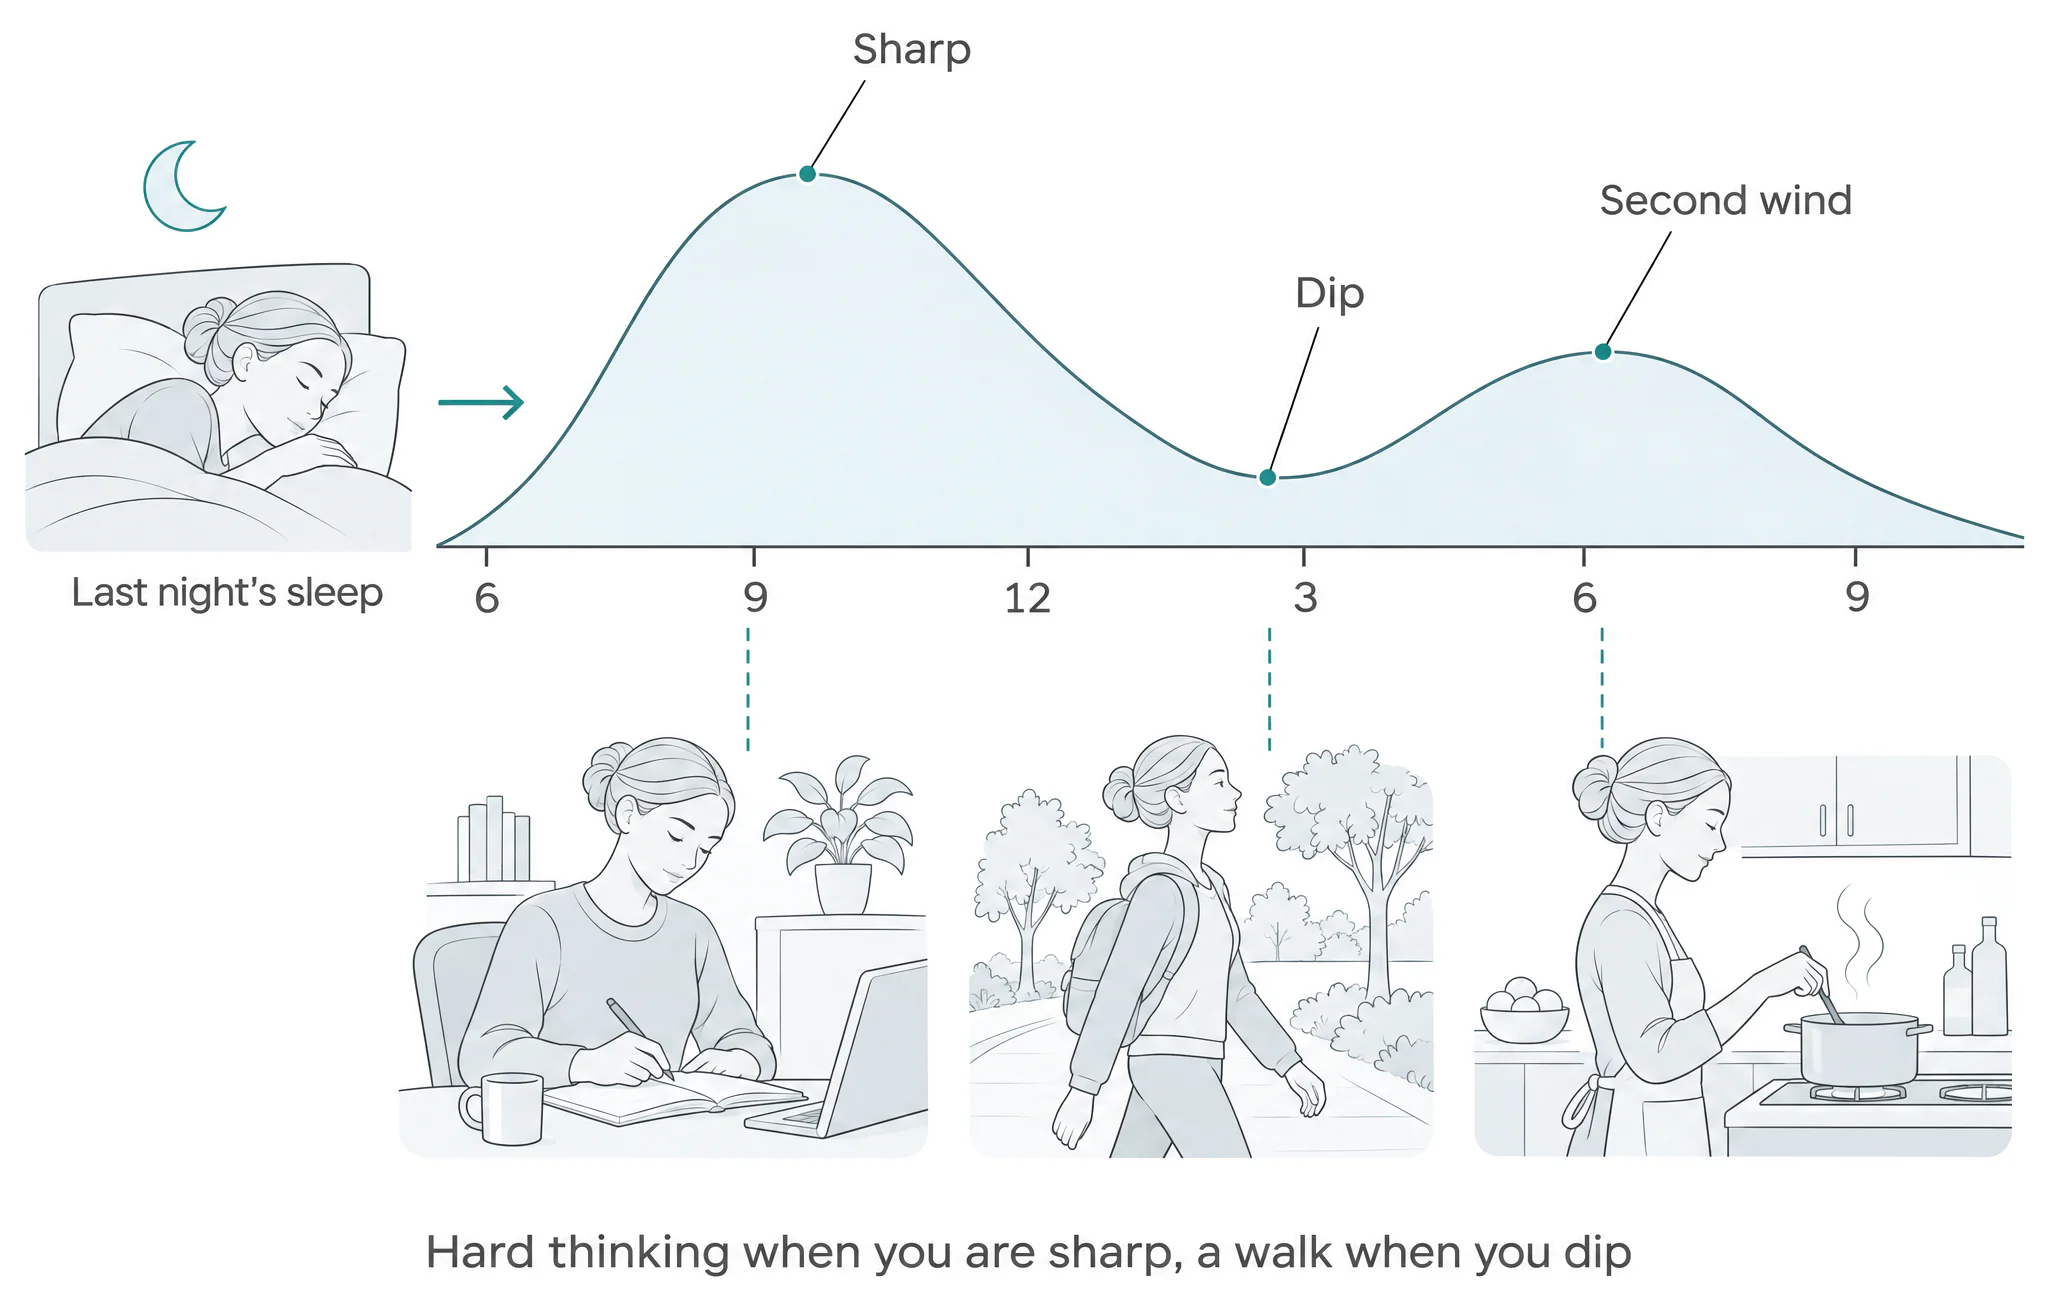 Sharp
Second wind
Dip
Last night's sleep
6
9
12
3
6
9
Hard thinking when you are sharp, a walk when you dip